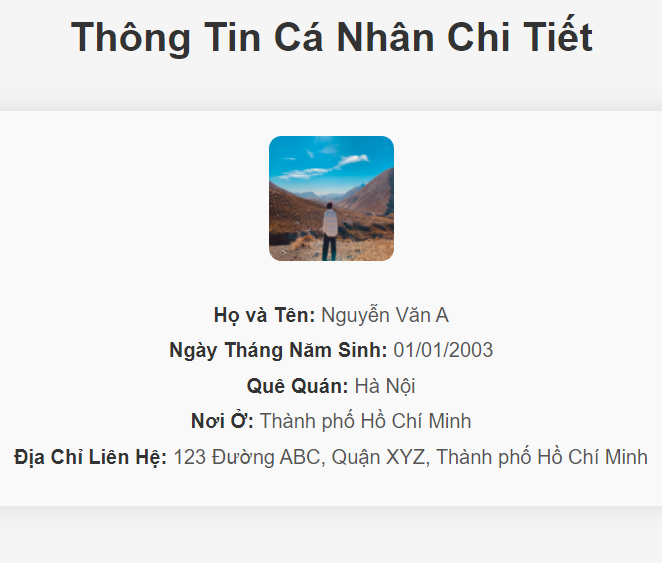 Thông Tin Cá Nhân Chi Tiết
Họ và Tên: Nguyễn Văn A
Ngày Tháng Năm Sinh: 01/01/2003
Quê Quán: Hà Nội
Nơi Ở: Thành phố Hồ Chí Minh
Địa Chỉ Liên Hệ: 123 Đường ABC, Quận XYZ, Thành phố Hồ Chí Minh